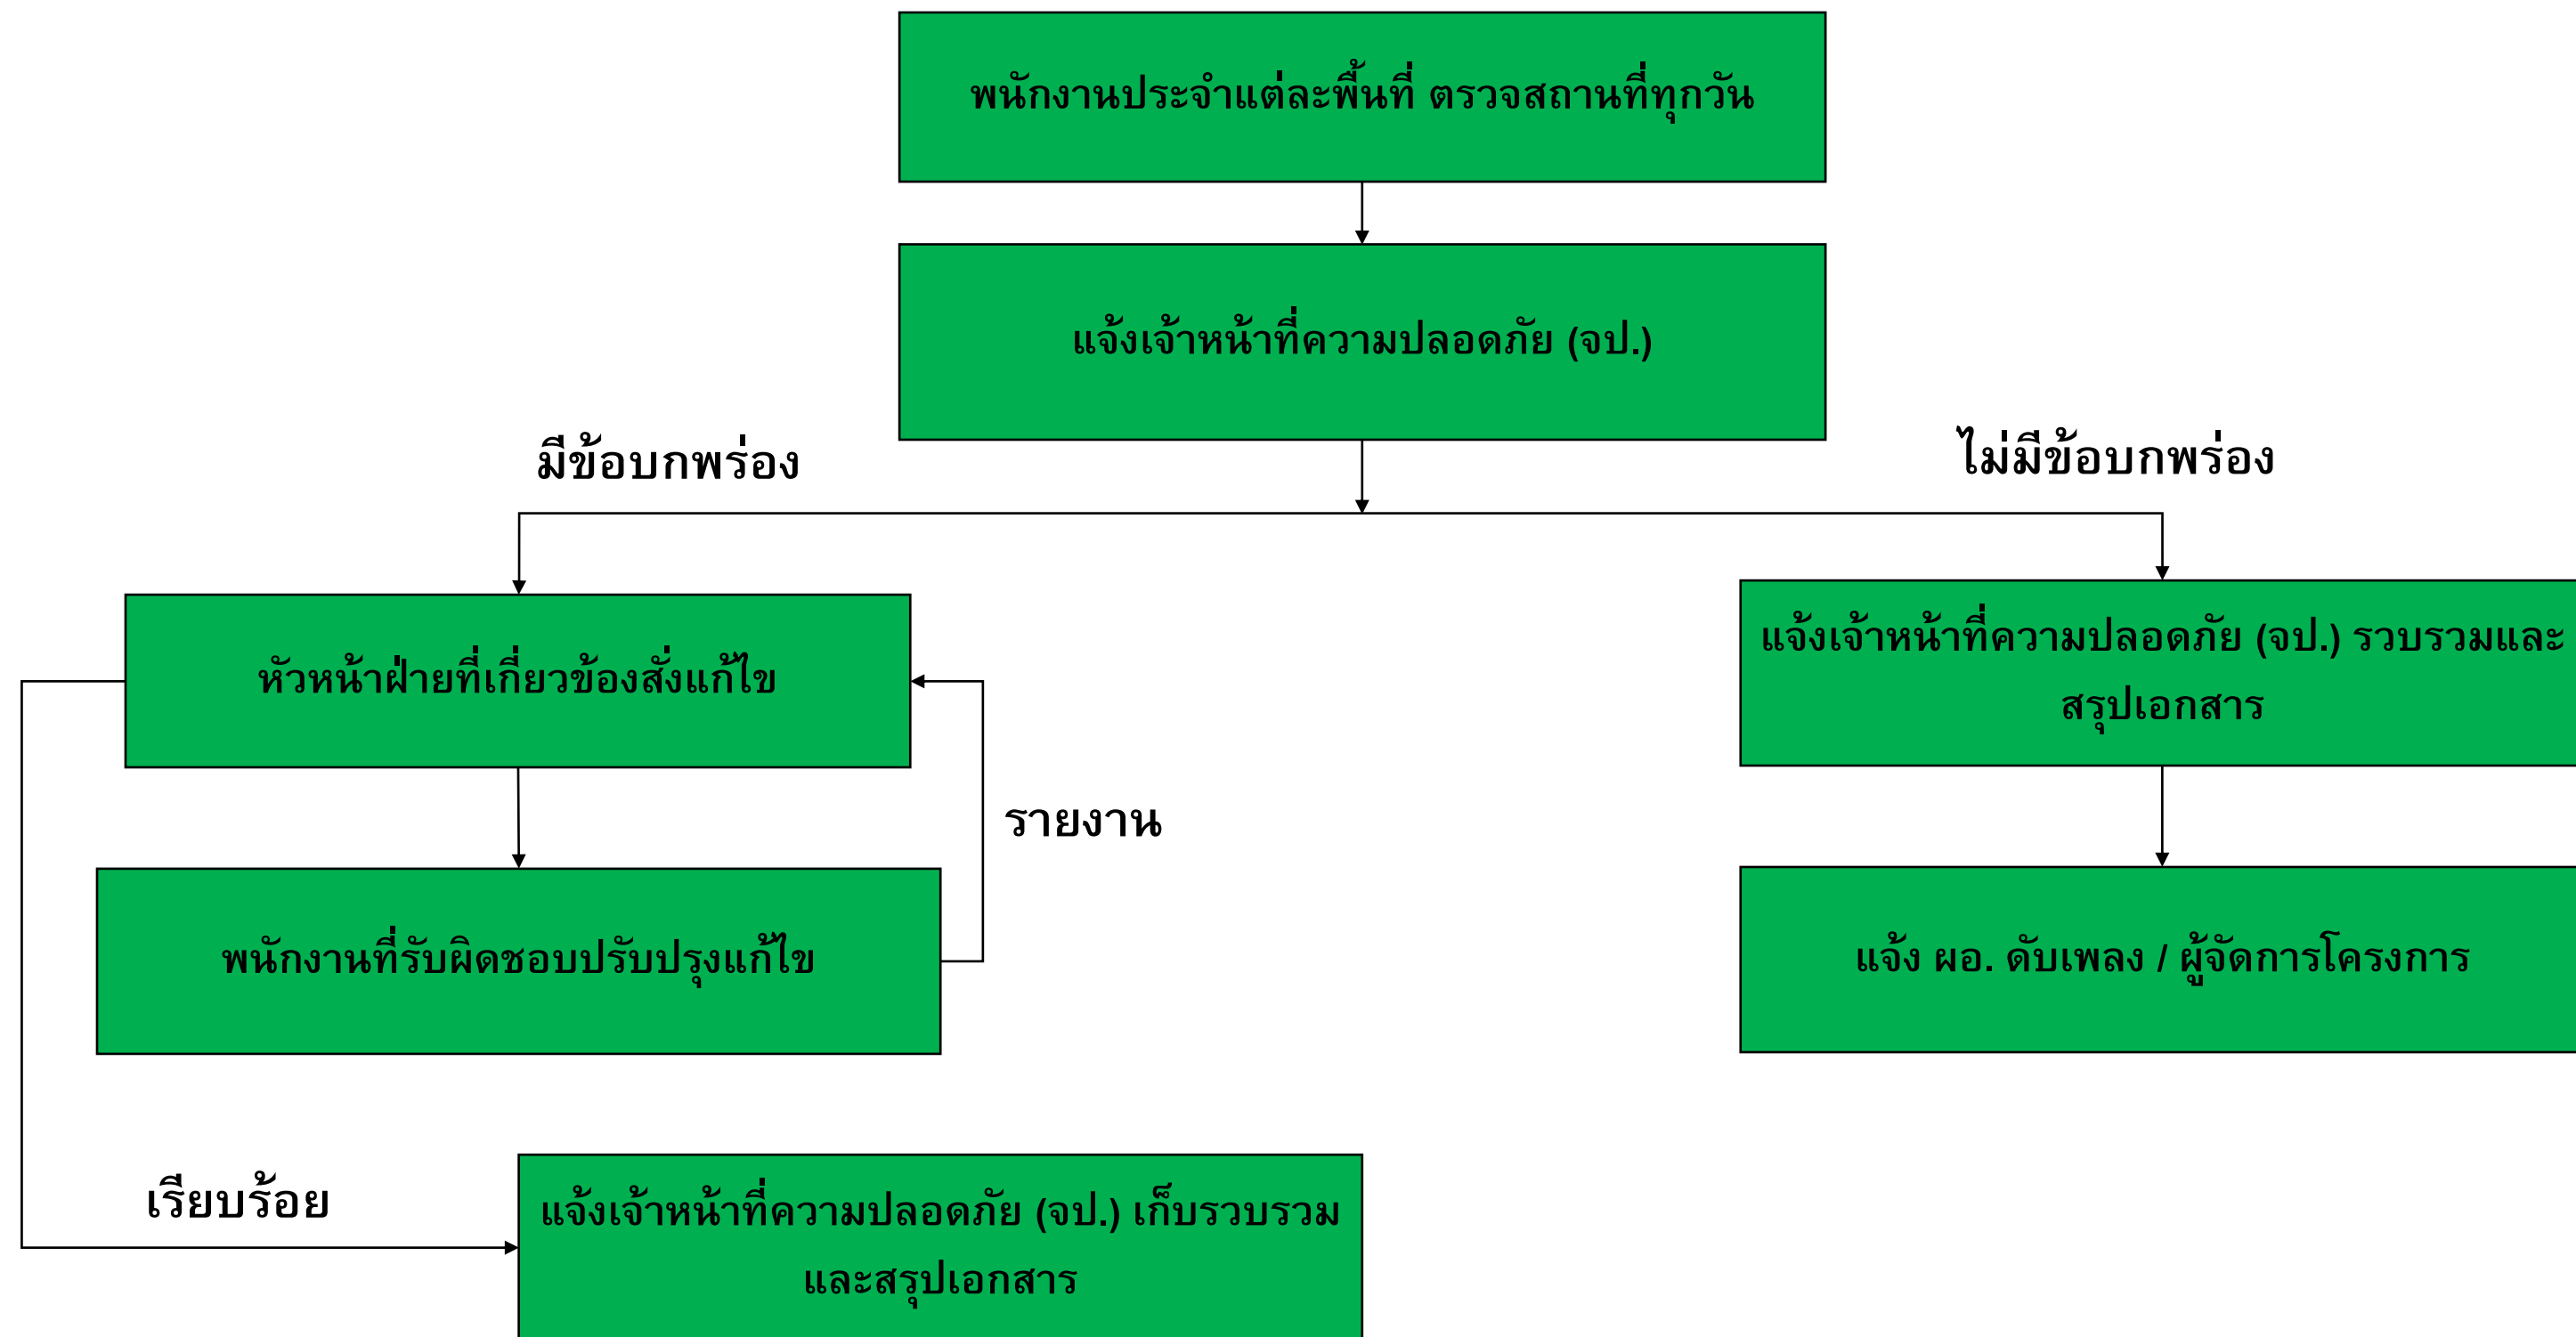 พนักงานประจำแต่ละพื้นที่ ตรวจสถานที่ทุกวัน
แจ้งเจ้าหน้าที่ความปลอดภัย (จป.)
มีข้อบกพร่อง
ไม่มีข้อบกพร่อง
หัวหน้าฝ่ายที่เกี่ยวข้องสั่งแก้ไข
แจ้งเจ้าหน้าที่ความปลอดภัย (จป.) รวบรวมและ
สรุปเอกสาร
รายงาน
พนักงานที่รับผิดชอบปรับปรุงแก้ไข
แจ้ง ผอ. ดับเพลง / ผู้จัดการโครงการ
เรียบร้อย
แจ้งเจ้าหน้าที่ความปลอดภัย (จป.) เก็บรวบรวม
และสรุปเอกสาร